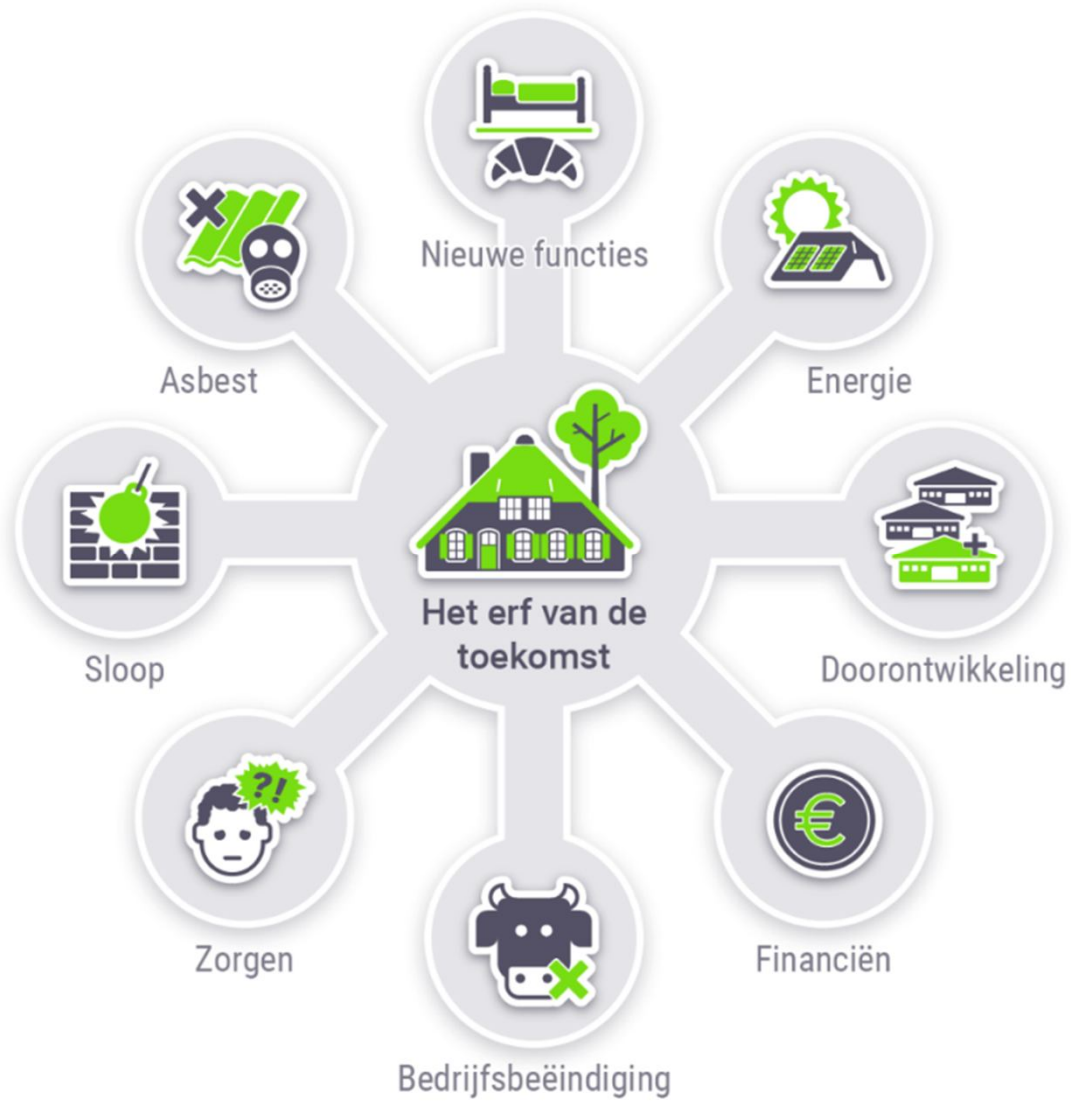 Nieuwe functies
Asbest
Energie
Het erf van de
toekomst
Sloop
Doorontwikkeling
?!
€
Zorgen
Financiën
Bedrijfsbeëindiging